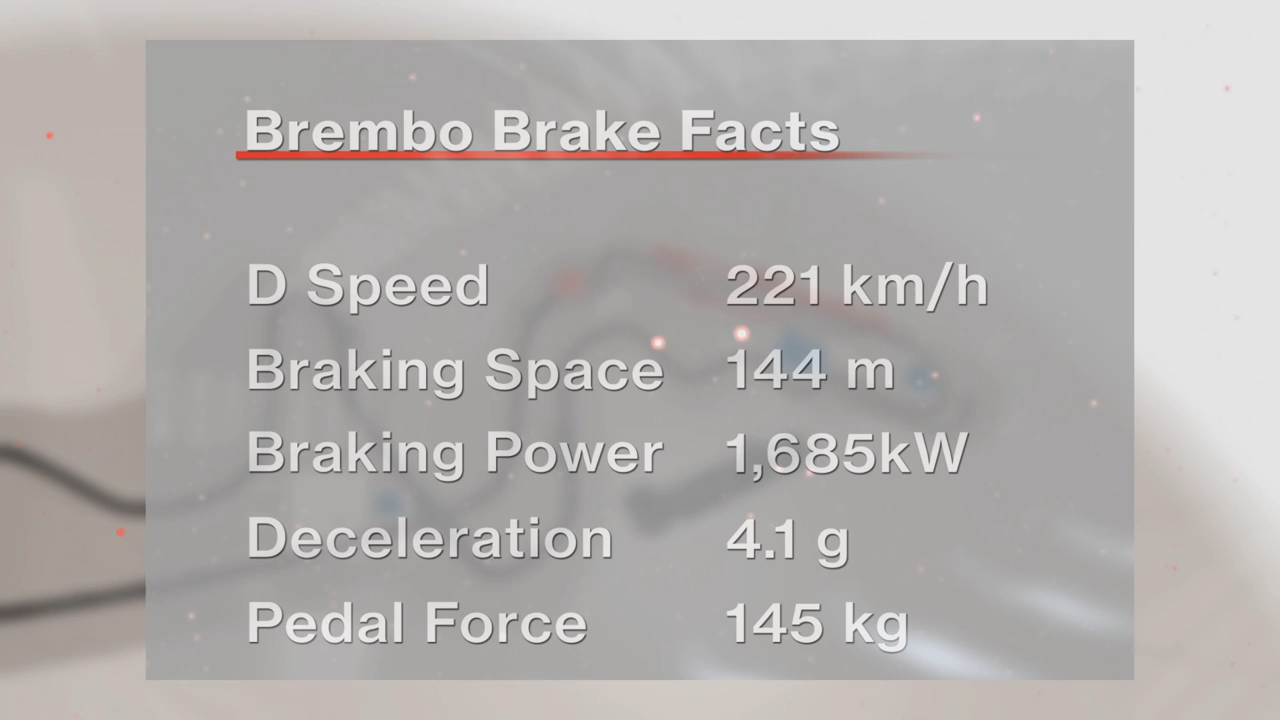 Brembo Brake Facts
D Speed 221 km/h
Braking Space 144 m
Braking Power 1,685kW
Deceleration 4.1 g
Pedal Force 145 kg